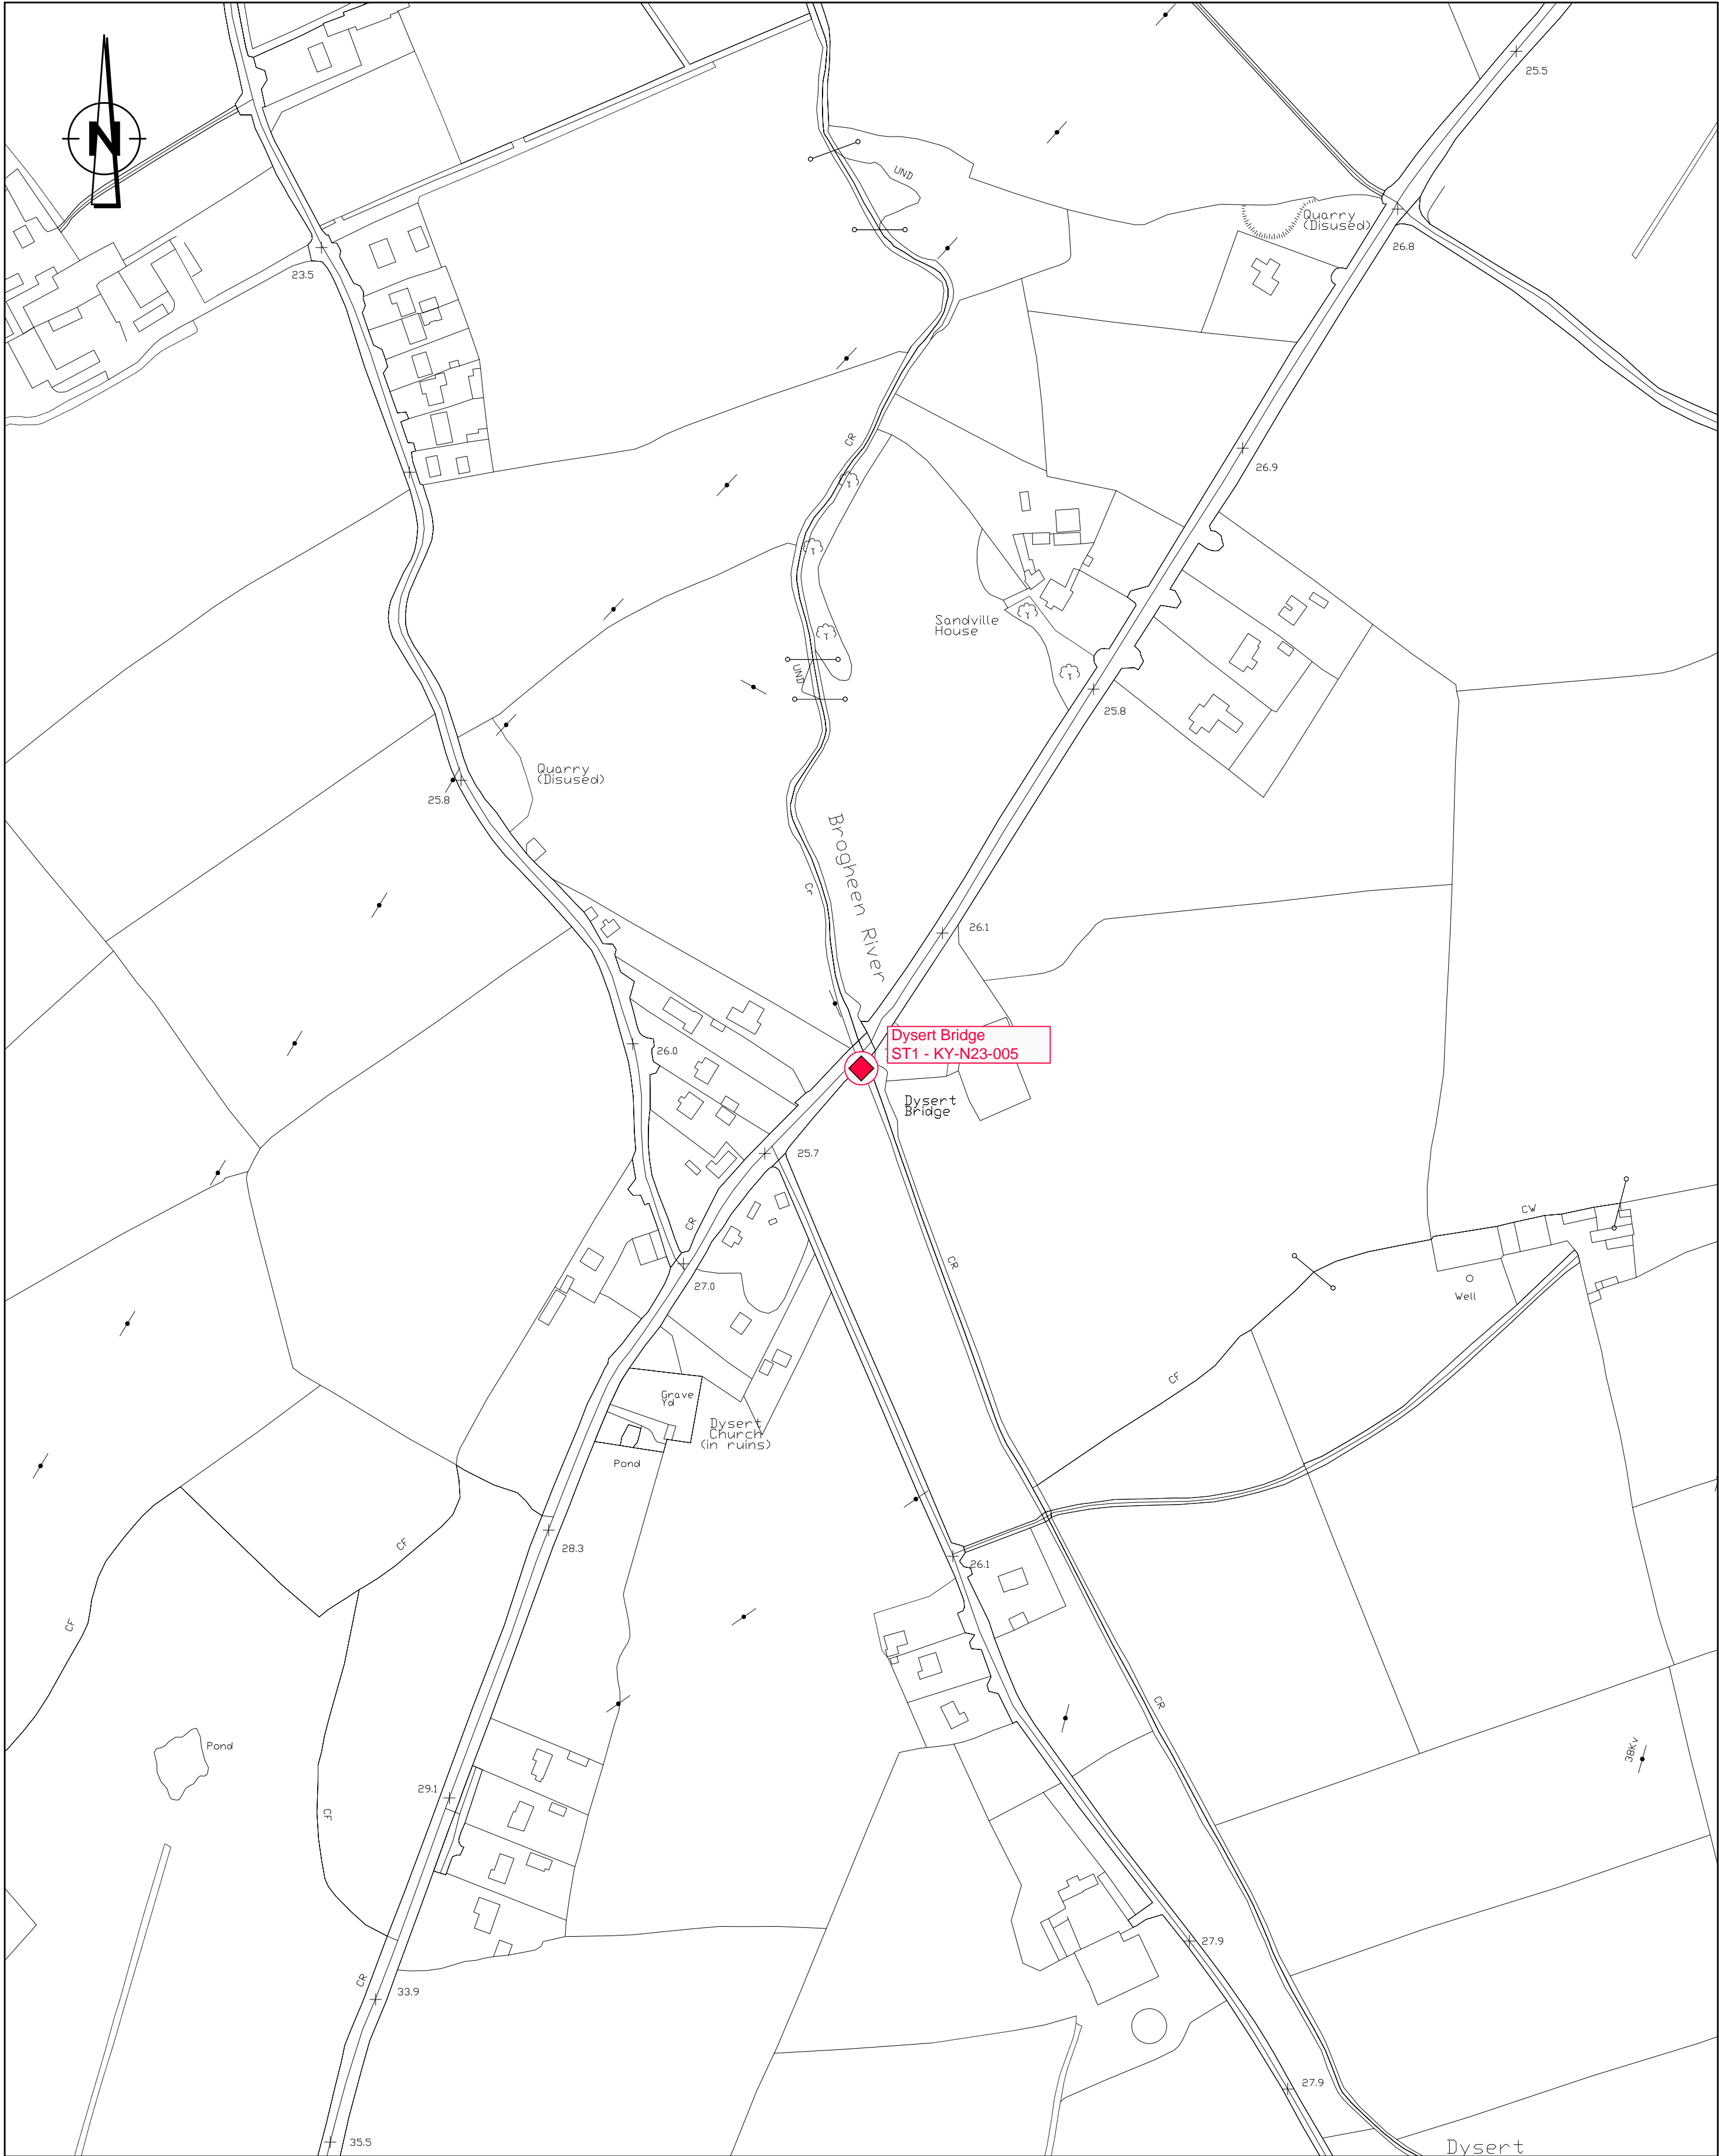 N
25.5
UND
Quarry
(Disused)
26.8
23.5
CR
26.9
Sandville
House
UND
25.8
Quarry
(Disused)
25.8
Brogheen River
Cr
26.1
Dysert Bridge
ST1 - KY-N23-005
26.0
Dysert
Bridge
25.7
CW
CR
CR
27.0
Well
CF
Grave
Yd
Dysert
Church
(in ruins)
Pond
28.3
CF
26.1
CF
CR
Pond
38Kv
29.1
CF
27.9
CR
33.9
27.9
35.5
Dysert